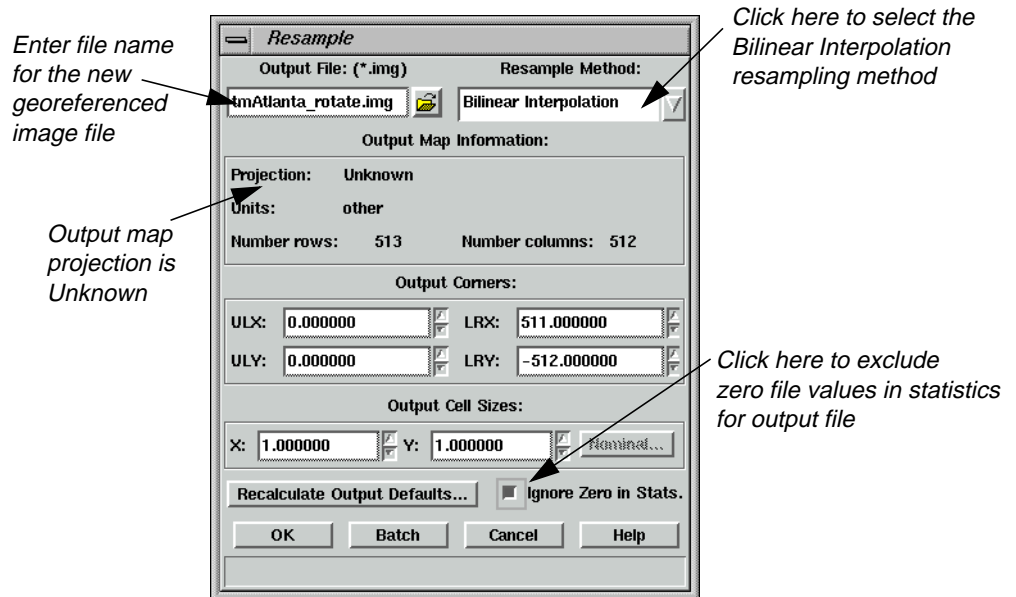 Click here to select the
Bilinear Interpolation
resampling method
Enter file name
for the new
georeferenced
image file
Resample
Output File: (*.img) Resample Method:
tmAtlanta_rotate.img Bilinear Interpolation
Output Map Information:
Projection: Unknown
Units: other
Number rows: 513 Number columns: 512
Output map
projection is
Unknown
Output Corners:
ULX: 0.000000 LRX: 511.000000
ULY: 0.000000 LRY: -512.000000
Click here to exclude
zero file values in statistics
for output file
Output Cell Sizes:
X: 1.000000 Y: 1.000000 Nominal...
Recalculate Output Defaults... Ignore Zero in Stats.
OK Batch Cancel Help